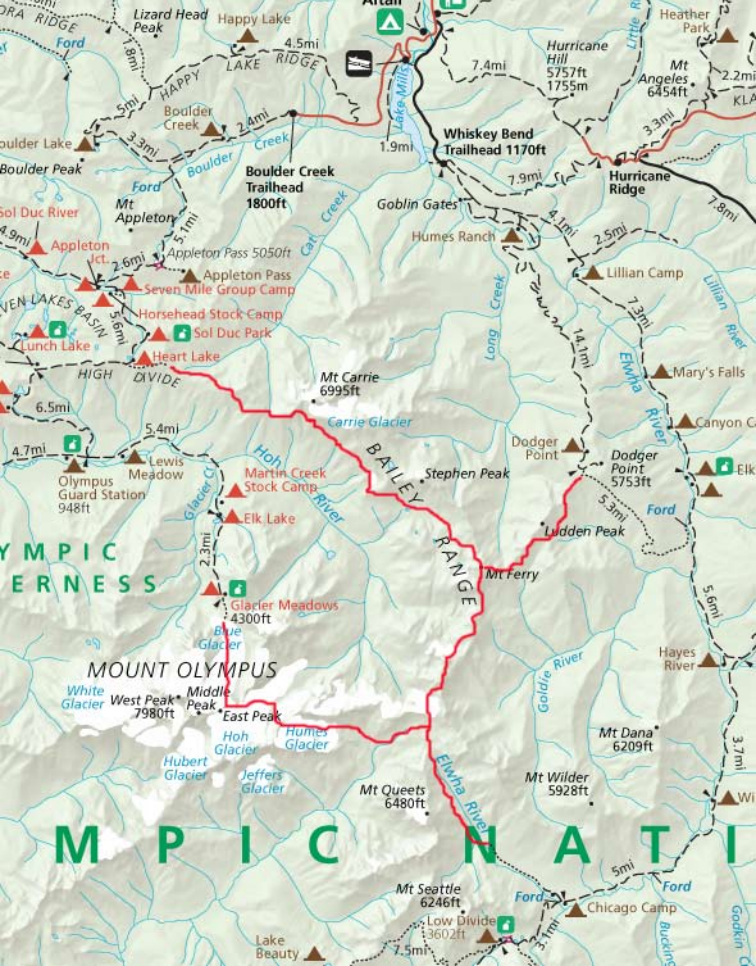 Altair
Lizard Head
Peak
Happy Lake
Heather
Park
RA RIDGE
Ford
.8mi
4.5mi
HAPPY LAKE RIDGE
7.4mi
Hurricane
Hill
5757ft
1755m
Mt
Angeles
6454ft
2.2mi
KLA
5mi
Boulder
Creek
2.4mi
Lake Mills
3.3mi
oulder Lake
3.3mi
Boulder Creek
1.9mi
Whiskey Bend
Trailhead 1170ft
Boulder Peak
Ford
Boulder Creek
Trailhead
1800ft
7.9mi
Hurricane
Ridge
7.8mi
Mt
Appleton
Goblin Gates
Cat Creek
Sol Duc River
4.9mi
5.1mi
4.1mi
2.5mi
Humes Ranch
Appleton
Jct.
2.6mi
Appleton Pass 5050ft
Appleton Pass
Lillian Camp
Lillian
River
Seven Mile Group Camp
VEN LAKES BASIN
Horsehead Stock Camp
Sol Duc Park
Long Creek
7.3mi
14.1mi
Lunch Lake
Heart Lake
HIGH DIVIDE
Elwha River
Mary's Falls
Mt Carrie
6995ft
6.5mi
Carrie Glacier
Canyon C
5.4mi
4.7mi
Lewis
Meadow
BAILEY
RANGE
Dodger
Point
Dodger
Point
5753ft
Elk
Olympus
Guard Station
948ft
Hoh River
Glacier Cr
Martin Creek
Stock Camp
Stephen Peak
5.3mi
Ford
Elk Lake
Ludden Peak
YMPIC
ERNESS
2.3mi
Mt Ferry
Glacier Meadows
4300ft
5.6mi
Blue
Glacier
MOUNT OLYMPUS
Hayes
River
Goldie River
White
Glacier
West Peak
7980ft
Middle
Peak
East Peak
Hoh
Glacier
Humes
Glacier
Mt Dana
6209ft
3.7mi
Hubert
Glacier
Jeffers
Glacier
Elwha River
Mt Queets
6480ft
Mt Wilder
5928ft
Wi
MPIC NATI
5mi
Mt Seattle
6246ft
Ford
Ford
Low Divide
3602ft
Chicago Camp
Lake
Beauty
7.5mi
Godkin